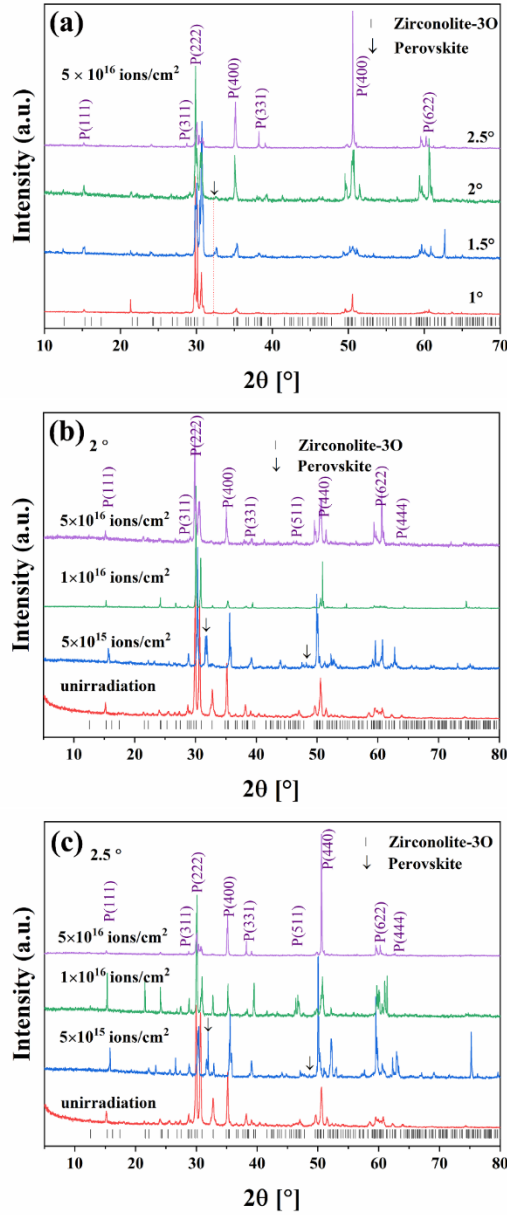 (a)
Zirconolite-3O
Perovskite
5 × 10¹⁶ ions/cm²
P(111)
P(311)
P(222)
P(400)
P(331)
P(400)
P(622)
2.5°
2°
1.5°
1°
Intensity (a.u.)
10 20 30 40 50 60 70
2θ [°]
(b)
2 °
Zirconolite-3O
Perovskite
P(111)
P(311)
P(222)
P(400)
P(331)
P(511)
P(440)
P(622)
P(444)
5×10¹⁶ ions/cm²
1×10¹⁶ ions/cm²
5×10¹⁵ ions/cm²
unirradiation
Intensity (a.u.)
10 20 30 40 50 60 70 80
2θ [°]
(c)
2.5 °
Zirconolite-3O
Perovskite
P(111)
P(311)
P(222)
P(400)
P(331)
P(511)
P(440)
P(622)
P(444)
5×10¹⁶ ions/cm²
1×10¹⁶ ions/cm²
5×10¹⁵ ions/cm²
unirradiation
Intensity (a.u.)
10 20 30 40 50 60 70 80
2θ [°]